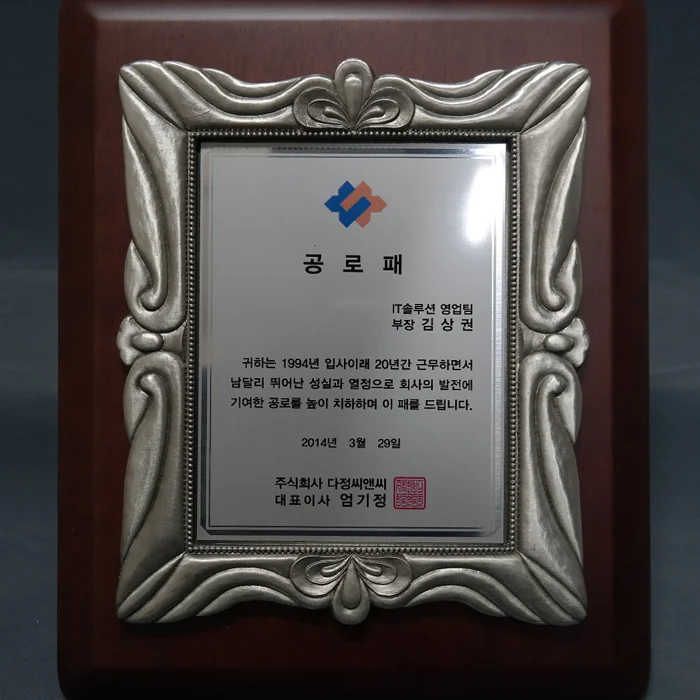 공 로 패
IT솔루션 영업팀
부장 김 상 권
귀하는 1994년 입사이래 20년간 근무하면서
남달리 뛰어난 성실과 열정으로 회사의 발전에
기여한 공로를 높이 치하하며 이 패를 드립니다.
2014년 3월 29일
주식회사 다정씨앤씨
대표이사 엄기정